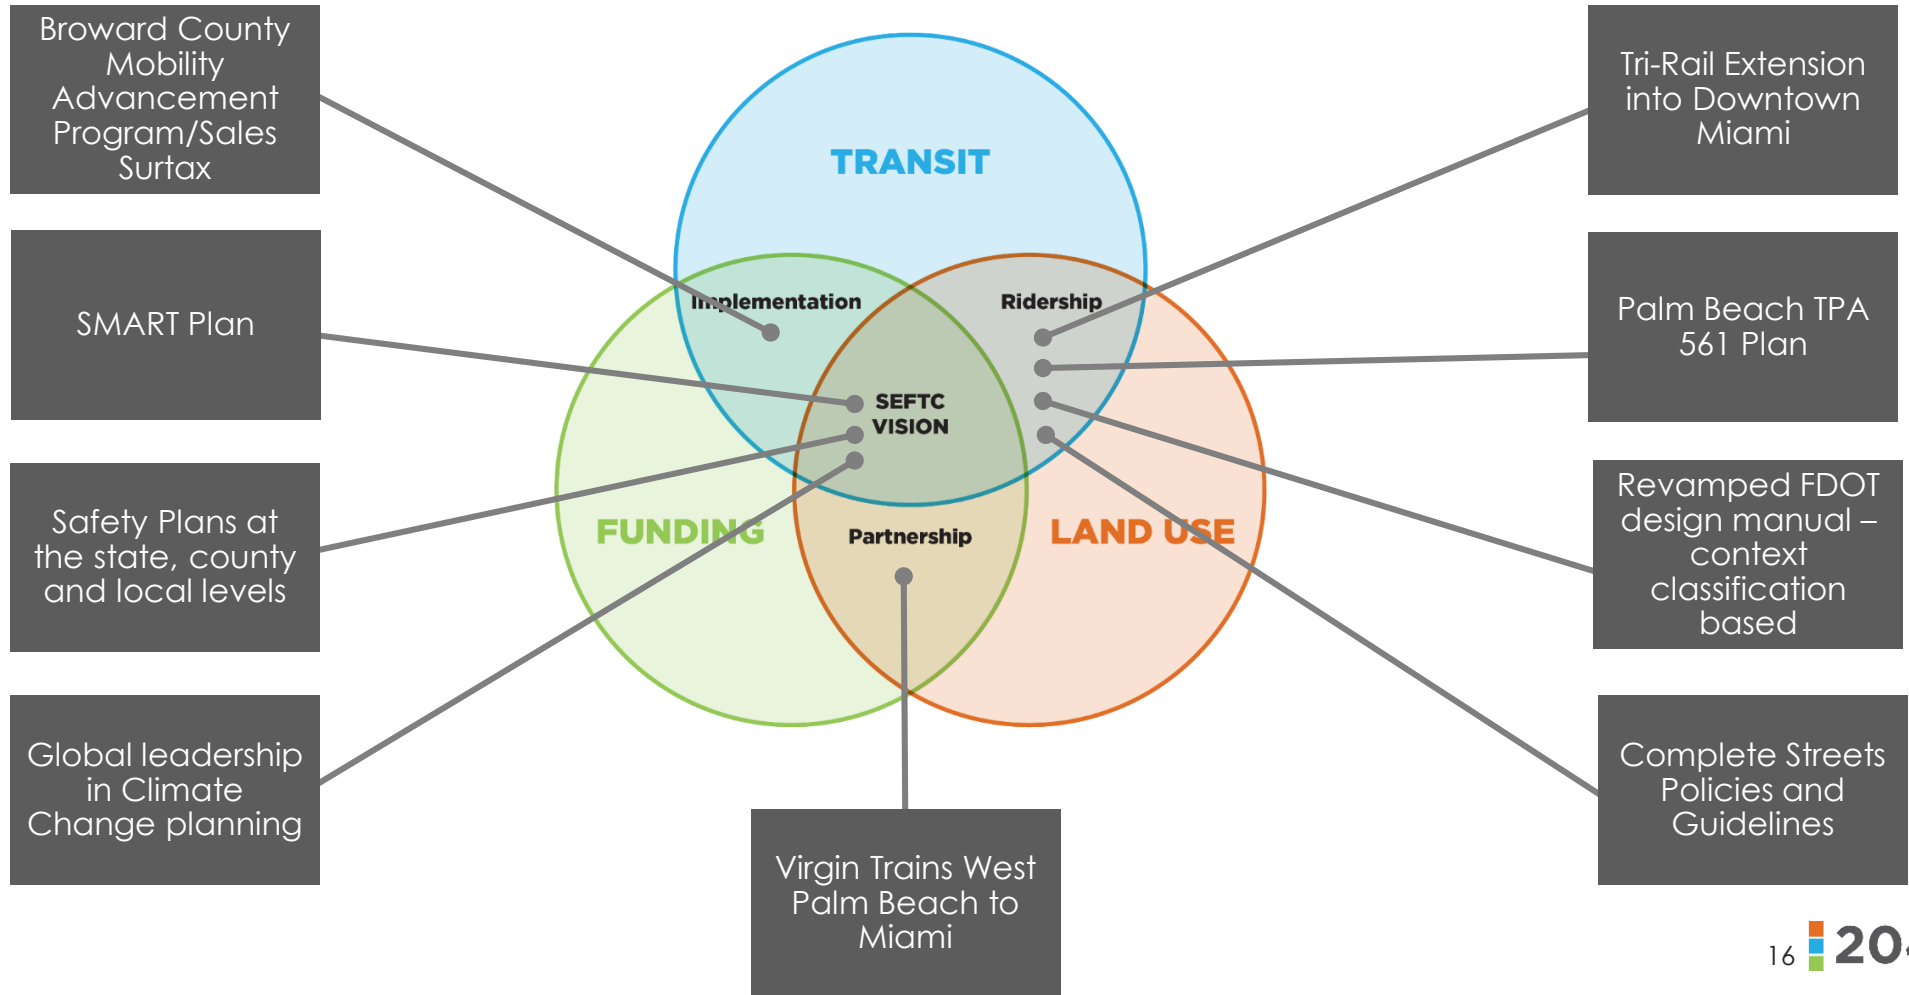 Broward County
Mobility
Advancement
Program/Sales
Surtax
SMART Plan
Safety Plans at
the state, county
and local levels
Global leadership
in Climate
Change planning
TRANSIT
Implementation
Ridership
SEFTC
VISION
FUNDING
Partnership
LAND USE
Virgin Trains West
Palm Beach to
Miami
Tri-Rail Extension
into Downtown
Miami
Palm Beach TPA
561 Plan
Revamped FDOT
design manual –
context
classification
based
Complete Streets
Policies and
Guidelines
16